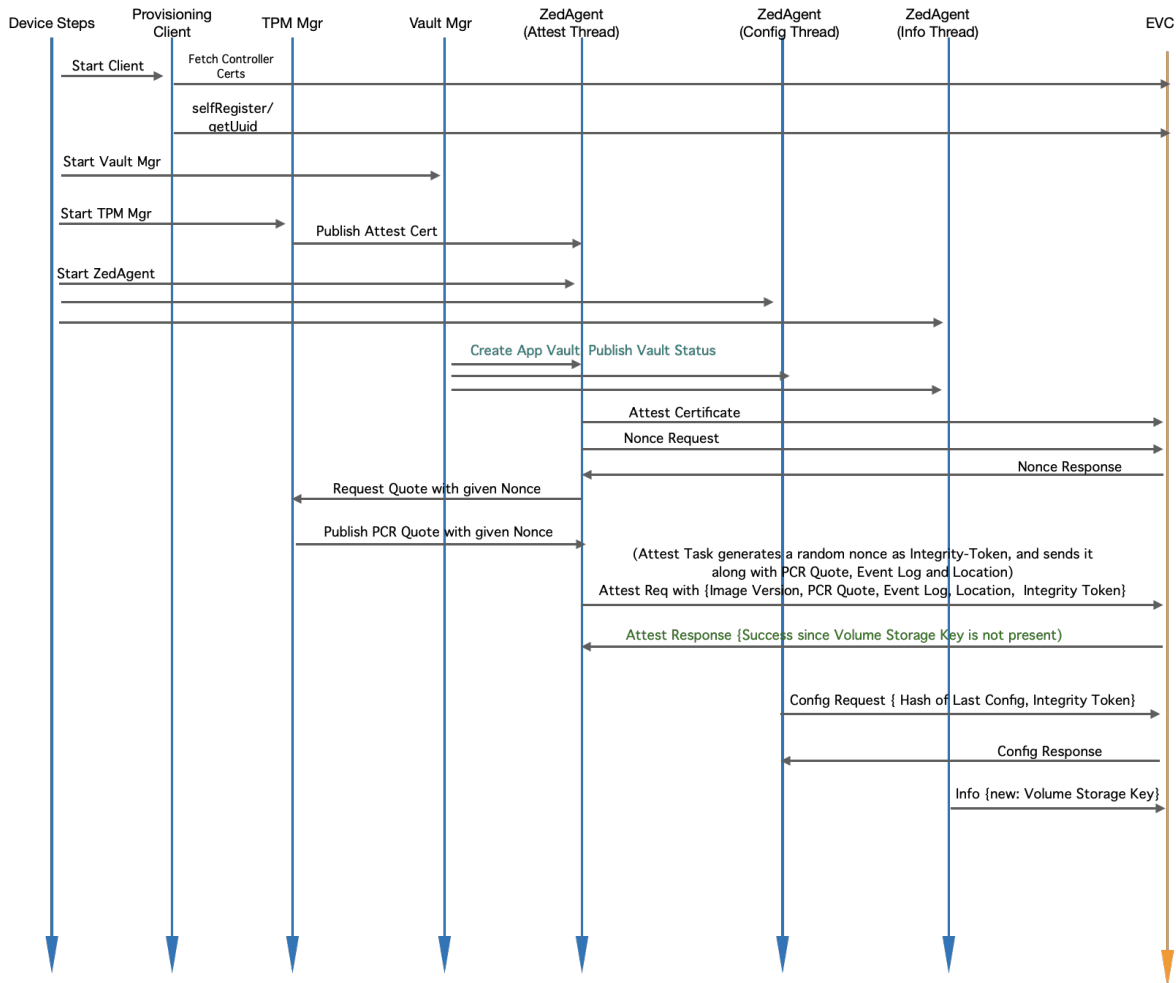 Device Steps
Provisioning
Client
TPM Mgr
Vault Mgr
ZedAgent
(Attest Thread)
ZedAgent
(Config Thread)
ZedAgent
(Info Thread)
EVC
Start Client
Fetch Controller
Certs
selfRegister/
getUuid
Start Vault Mgr
Start TPM Mgr
Publish Attest Cert
Start ZedAgent
Create App Vault Publish Vault Status
Attest Certificate
Nonce Request
Nonce Response
Request Quote with given Nonce
Publish PCR Quote with given Nonce
(Attest Task generates a random nonce as Integrity-Token, and sends it
along with PCR Quote, Event Log and Location)
Attest Req with {Image Version, PCR Quote, Event Log, Location, Integrity Token}
Attest Response {Success since Volume Storage Key is not present)
Config Request { Hash of Last Config, Integrity Token}
Config Response
Info {new: Volume Storage Key}